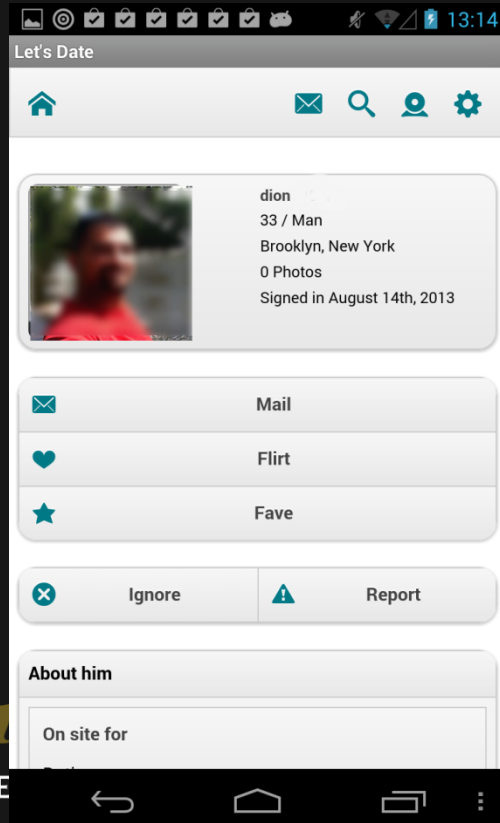 13:14
Let's Date
dion
33 / Man
Brooklyn, New York
0 Photos
Signed in August 14th, 2013
Mail
Flirt
Fave
Ignore
Report
About him
On site for